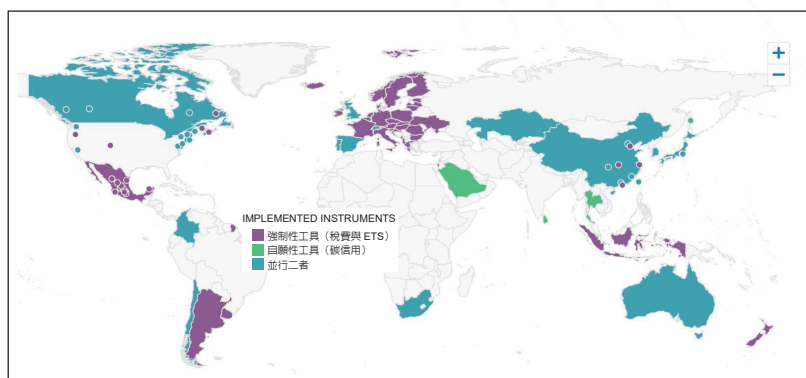 +
−
IMPLEMENTED INSTRUMENTS
強制性工具（稅費與 ETS）
自願性工具（碳信用）
並行二者